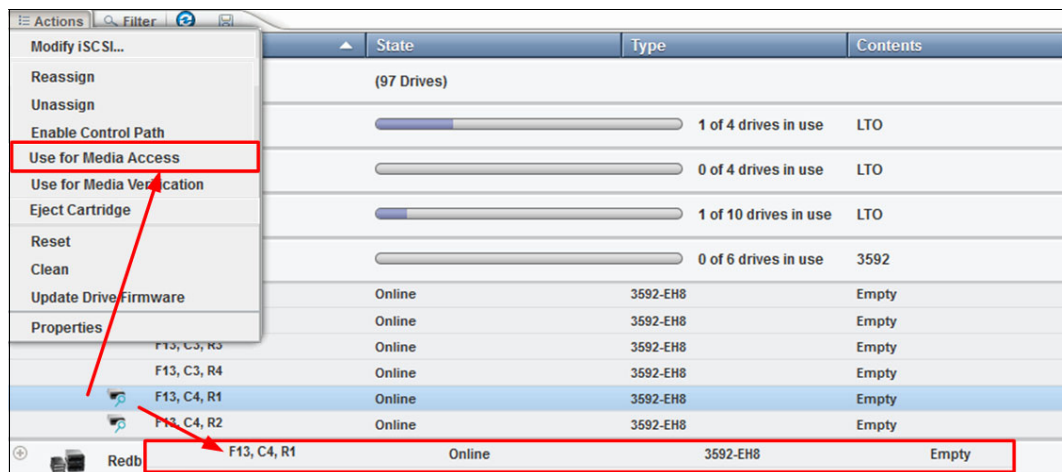 Actions Filter
Modify iSCSI...
State Type Contents
Reassign
(97 Drives)
Unassign
Enable Control Path
1 of 4 drives in use LTO
Use for Media Access
0 of 4 drives in use LTO
Use for Media Verification
Eject Cartridge
1 of 10 drives in use LTO
Reset
0 of 6 drives in use 3592
Clean
Update Drive Firmware
Online 3592-EH8 Empty
Properties
Online 3592-EH8 Empty
F13, C3, R3 Online 3592-EH8 Empty
F13, C3, R4 Online 3592-EH8 Empty
F13, C4, R1 Online 3592-EH8 Empty
F13, C4, R2 Online 3592-EH8 Empty
Redb F13, C4, R1 Online 3592-EH8 Empty